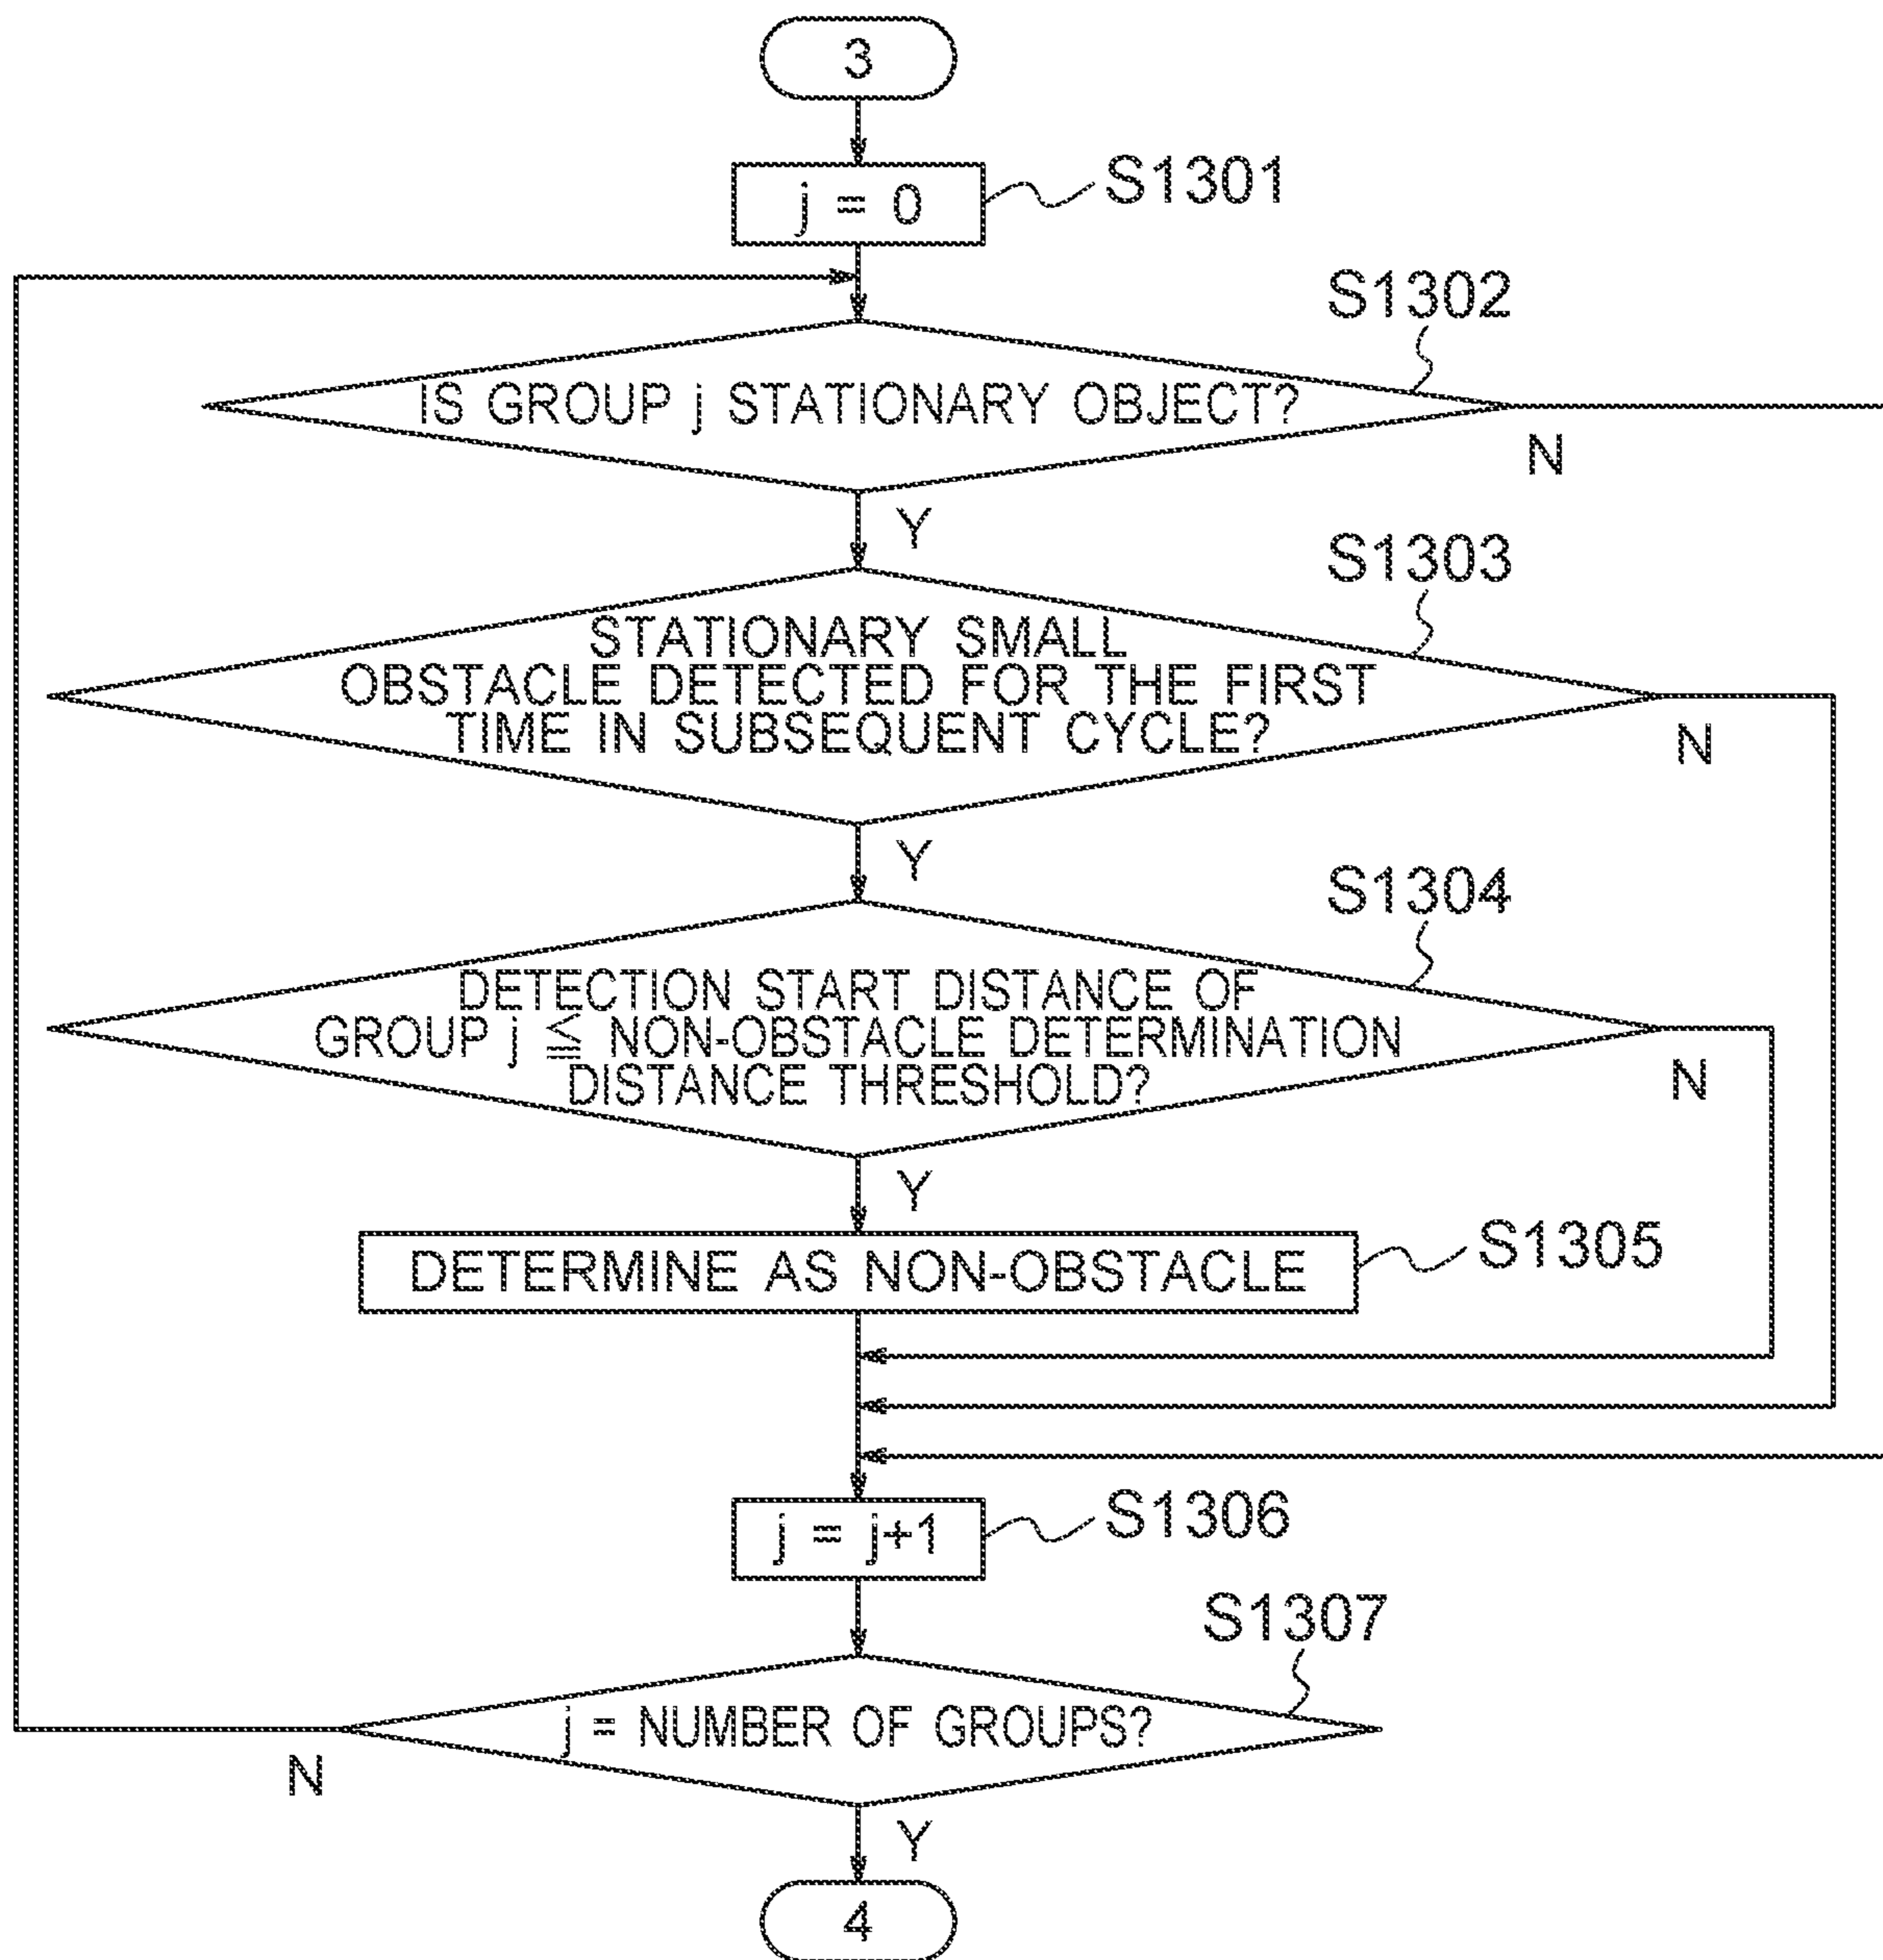 3
j = 0
S1301
S1302
IS GROUP j STATIONARY OBJECT?
N
Y
S1303
STATIONARY SMALL
OBSTACLE DETECTED FOR THE FIRST
TIME IN SUBSEQUENT CYCLE?
N
Y
S1304
DETECTION START DISTANCE OF
GROUP j ≦ NON-OBSTACLE DETERMINATION
DISTANCE THRESHOLD?
N
Y
DETERMINE AS NON-OBSTACLE
S1305
j = j+1
S1306
S1307
j = NUMBER OF GROUPS?
N
Y
4